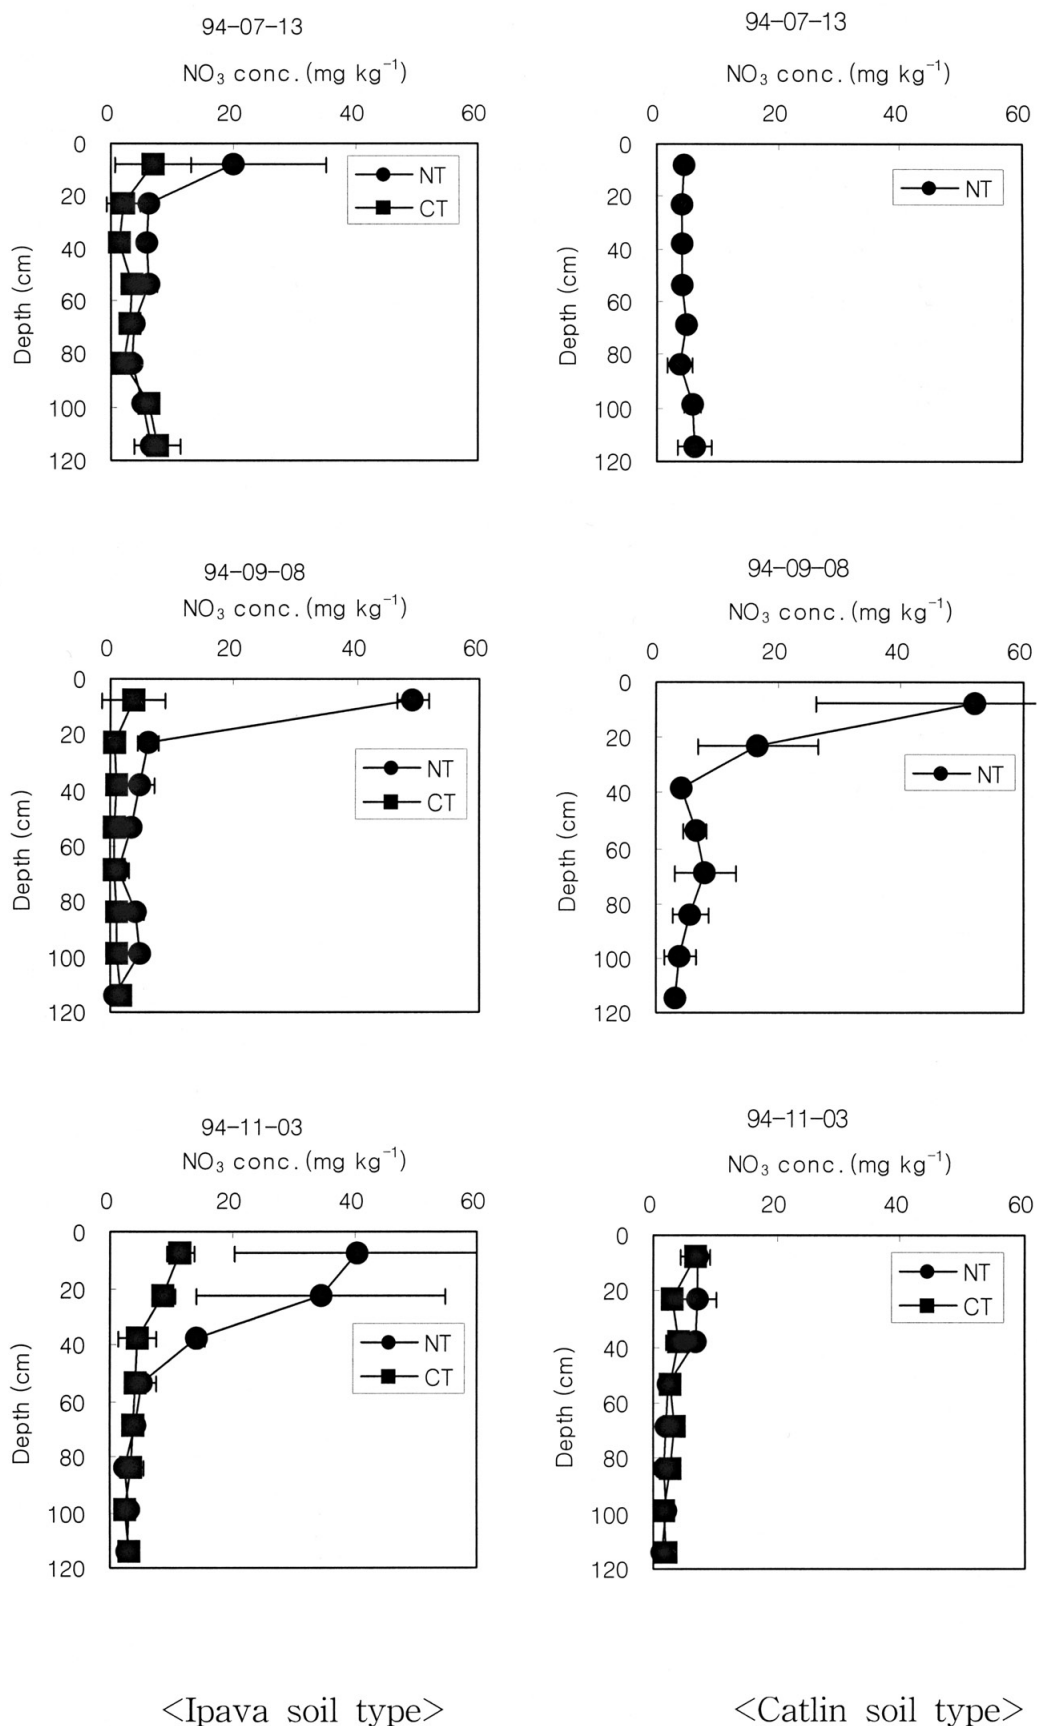 94-07-13
NO₃ conc. (mg kg⁻¹)
0 20 40 60
0
20
40
60
80
100
120
Depth (cm)
NT
CT
94-07-13
NO₃ conc. (mg kg⁻¹)
0 20 40 60
0
20
40
60
80
100
120
Depth (cm)
NT
94-09-08
NO₃ conc. (mg kg⁻¹)
0 20 40 60
0
20
40
60
80
100
120
Depth (cm)
NT
CT
94-09-08
NO₃ conc. (mg kg⁻¹)
0 20 40 60
0
20
40
60
80
100
120
Depth (cm)
NT
94-11-03
NO₃ conc. (mg kg⁻¹)
0 20 40 60
0
20
40
60
80
100
120
Depth (cm)
NT
CT
94-11-03
NO₃ conc. (mg kg⁻¹)
0 20 40 60
0
20
40
60
80
100
120
Depth (cm)
NT
CT
<Ipava soil type>
<Catlin soil type>